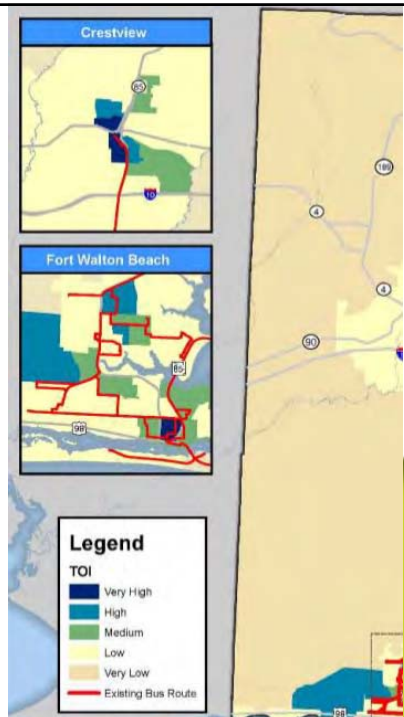 Crestview
85
10
Fort Walton Beach
85
98
Legend
TOI
Very High
High
Medium
Low
Very Low
Existing Bus Route
189
4
4
90
98